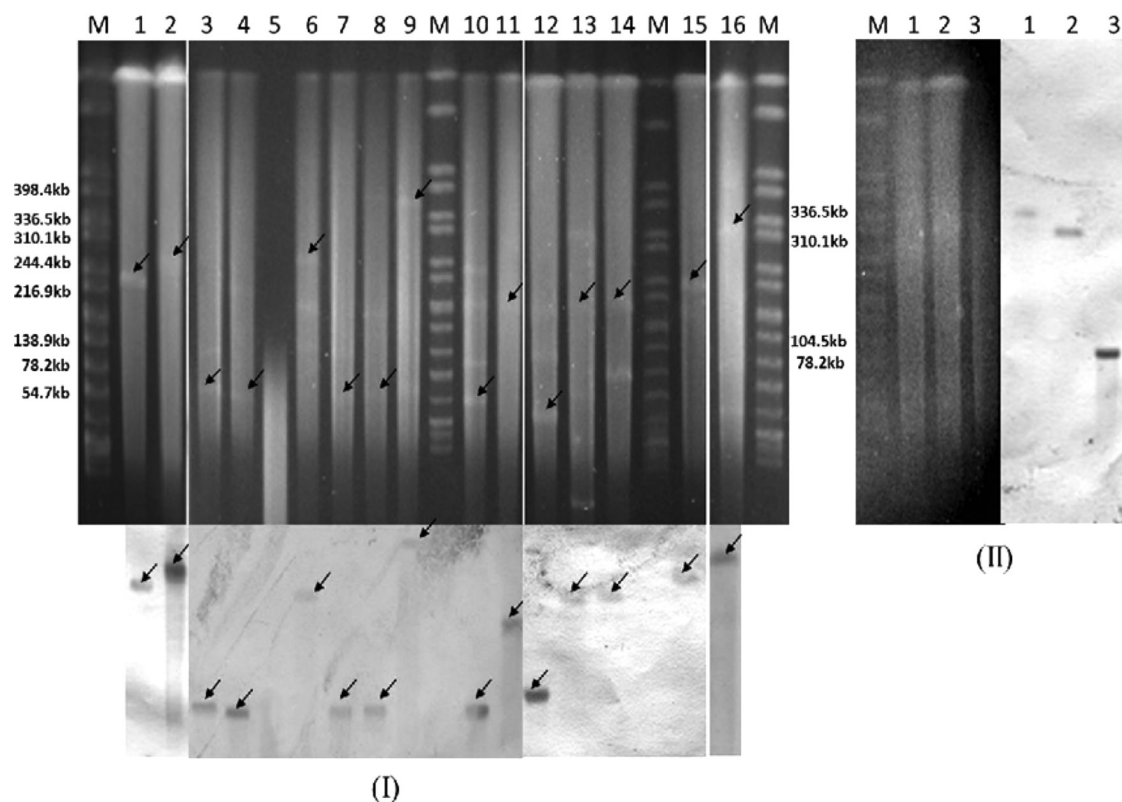 M 1 2 3 4 5 6 7 8 9 M 10 11 12 13 14 M 15 16 M
398.4kb
336.5kb
310.1kb
244.4kb
216.9kb
138.9kb
78.2kb
54.7kb
(I)
M 1 2 3 1 2 3
336.5kb
310.1kb
104.5kb
78.2kb
(II)